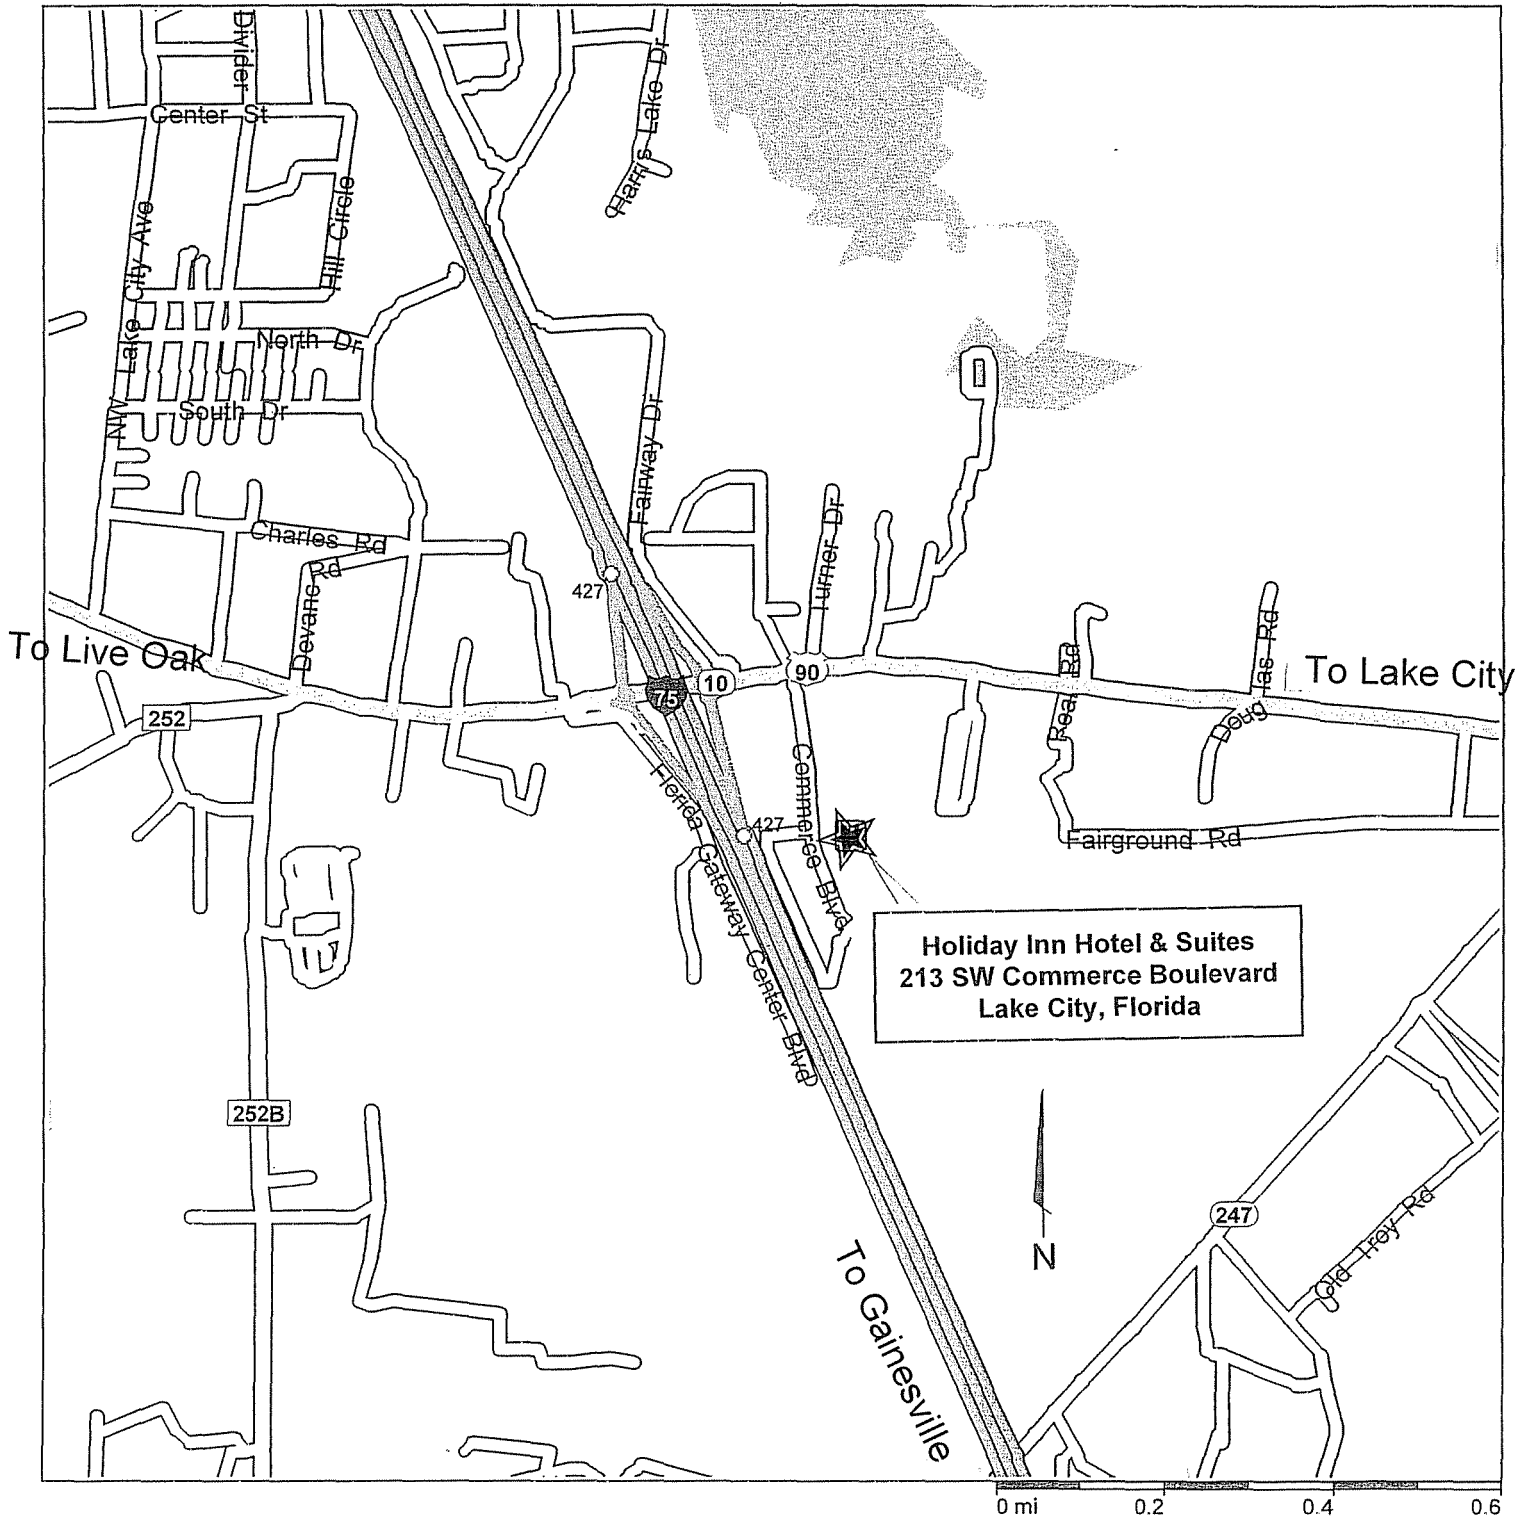 Divider
Center St
Harris Lake Dr
Hill Circle
NW Lake City Ave
North Dr
South Dr
Fairway Dr
Charles Rd
Devane Rd
Turner Dr
427
To Live Oak
252
75
10
90
Real Rd
Douglas Rd
To Lake City
Florida Gateway Center Blvd
427
Commerce Blvd
Fairground Rd
Holiday Inn Hotel & Suites
213 SW Commerce Boulevard
Lake City, Florida
252B
N
247
Old Troy Rd
To Gainesville
0 mi 0.2 0.4 0.6